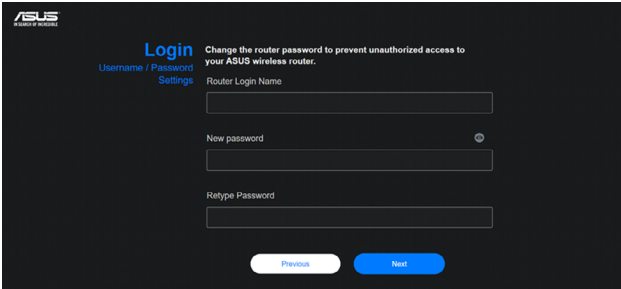 ASUS
IN SEARCH OF INCREDIBLE
Login
Username / Password
Settings
Change the router password to prevent unauthorized access to
your ASUS wireless router.
Router Login Name
New password
Retype Password
Previous
Next